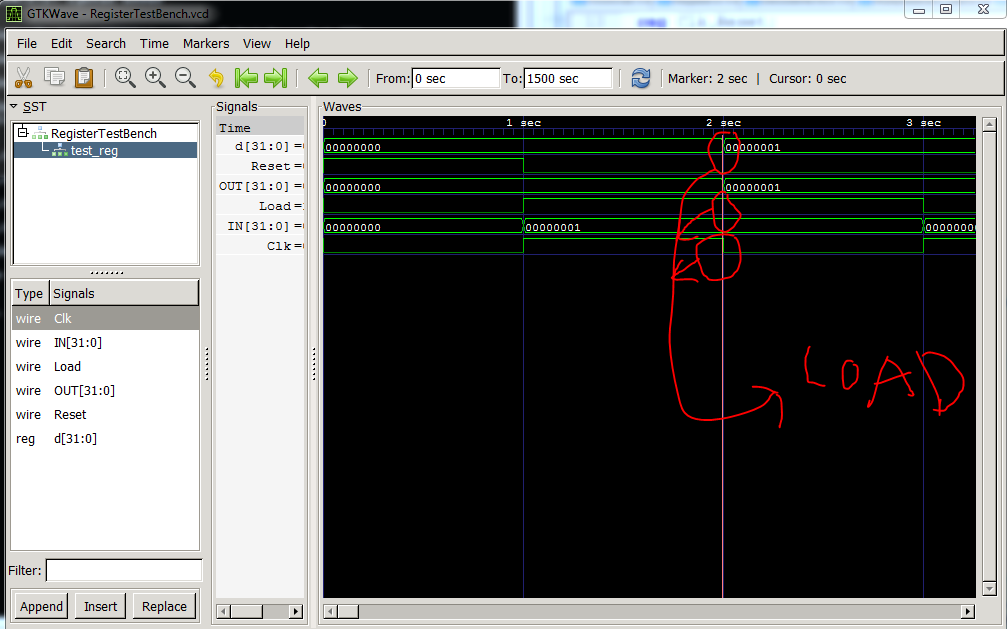 GTKWave - RegisterTestBench.vcd
File Edit Search Time Markers View Help
From: 0 sec To: 1500 sec Marker: 2 sec | Cursor: 0 sec
SST
RegisterTestBench
test_reg
Type Signals
wire Clk
wire IN[31:0]
wire Load
wire OUT[31:0]
wire Reset
reg d[31:0]
Filter:
Append Insert Replace
Signals
Time
d[31:0] =
Reset =
OUT[31:0] =
Load =
IN[31:0] =
Clk =
Waves
0 1 sec 2 sec 3 sec
00000000 00000001
00000000 00000001
00000000 00000001 0000000
LOAD